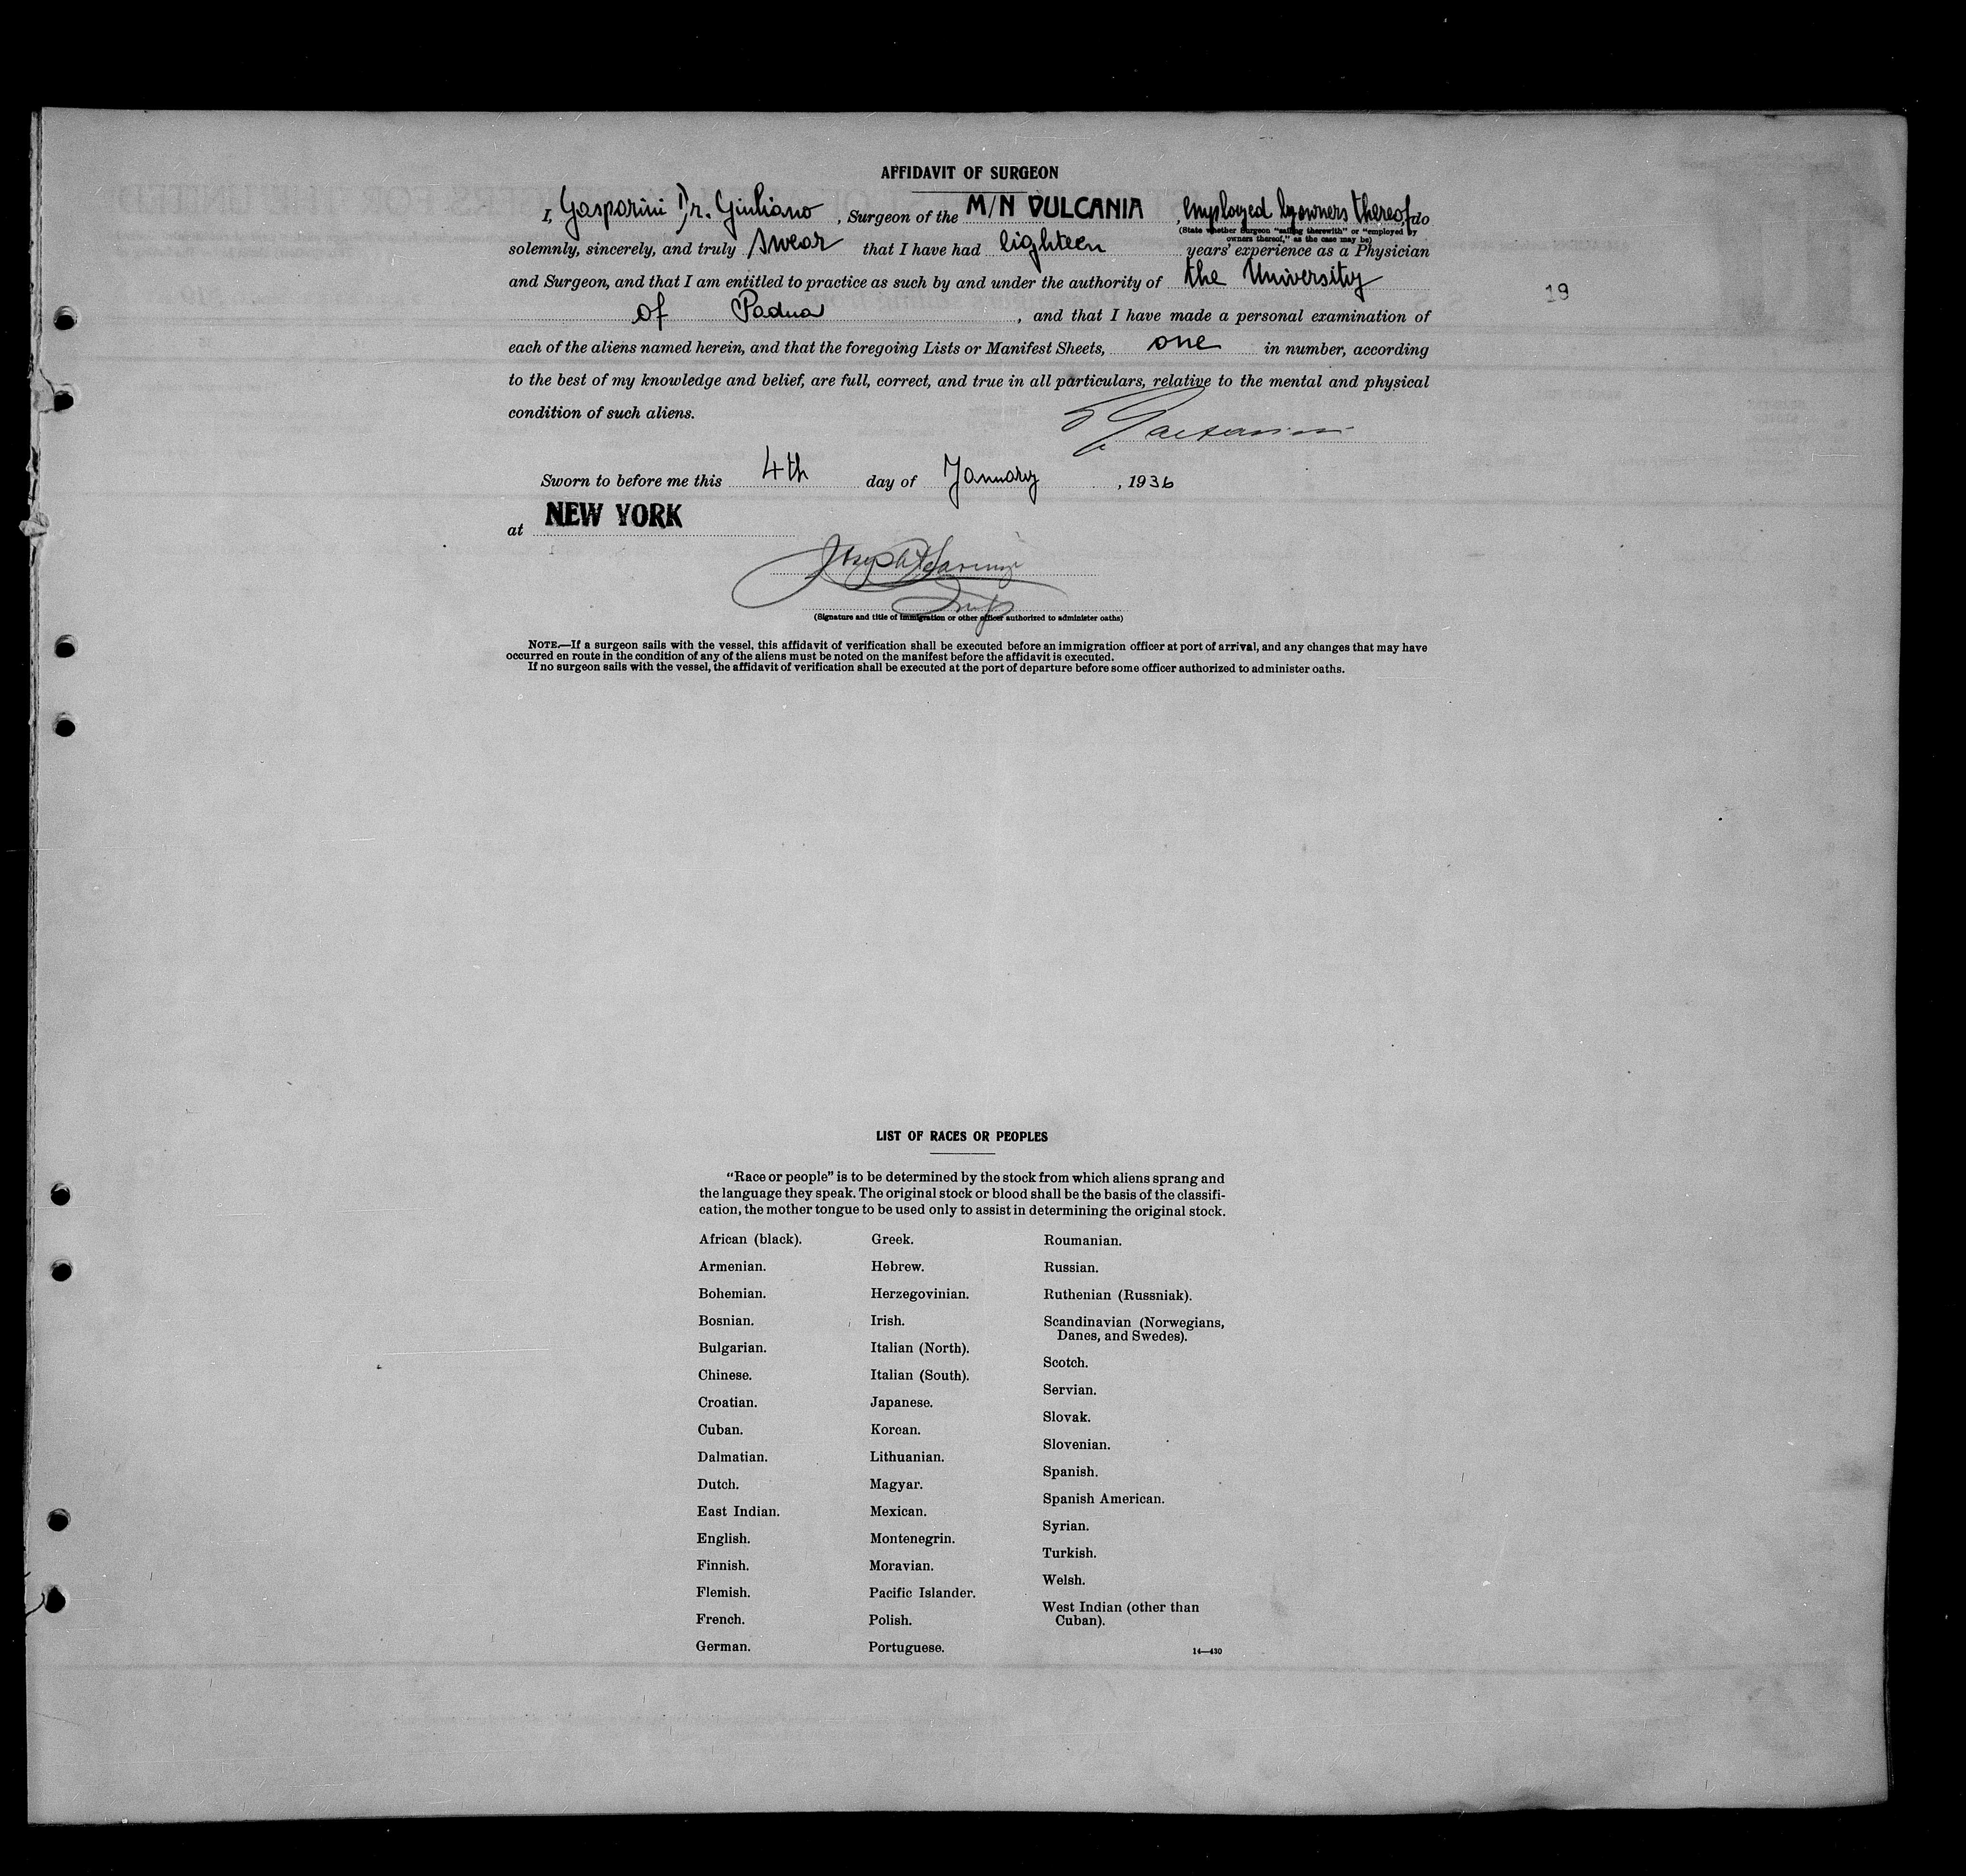 AFFIDAVIT OF SURGEON
I, Gasparini Dr. Giuliano, Surgeon of the M/N VULCANIA, employed by owners thereof, do
(State whether Surgeon "sailing therewith" or "employed by
owners thereof," as the case may be)
solemnly, sincerely, and truly swear that I have had eighteen years' experience as a Physician
and Surgeon, and that I am entitled to practice as such by and under the authority of the University
19
of Padua, and that I have made a personal examination of
each of the aliens named herein, and that the foregoing Lists or Manifest Sheets, one in number, according
to the best of my knowledge and belief, are full, correct, and true in all particulars, relative to the mental and physical
condition of such aliens.
Sworn to before me this 4th day of January, 1936
at NEW YORK
(Signature and title of immigration or other officer authorized to administer oaths)
NOTE.—If a surgeon sails with the vessel, this affidavit of verification shall be executed before an immigration officer at port of arrival, and any changes that may have
occurred en route in the condition of any of the aliens must be noted on the manifest before the affidavit is executed.
If no surgeon sails with the vessel, the affidavit of verification shall be executed at the port of departure before some officer authorized to administer oaths.
LIST OF RACES OR PEOPLES
"Race or people" is to be determined by the stock from which aliens sprang and
the language they speak. The original stock or blood shall be the basis of the classifi-
cation, the mother tongue to be used only to assist in determining the original stock.
African (black).
Armenian.
Bohemian.
Bosnian.
Bulgarian.
Chinese.
Croatian.
Cuban.
Dalmatian.
Dutch.
East Indian.
English.
Finnish.
Flemish.
French.
German.
Greek.
Hebrew.
Herzegovinian.
Irish.
Italian (North).
Italian (South).
Japanese.
Korean.
Lithuanian.
Magyar.
Mexican.
Montenegrin.
Moravian.
Pacific Islander.
Polish.
Portuguese.
Roumanian.
Russian.
Ruthenian (Russniak).
Scandinavian (Norwegians,
Danes, and Swedes).
Scotch.
Servian.
Slovak.
Slovenian.
Spanish.
Spanish American.
Syrian.
Turkish.
Welsh.
West Indian (other than
Cuban).
14—430